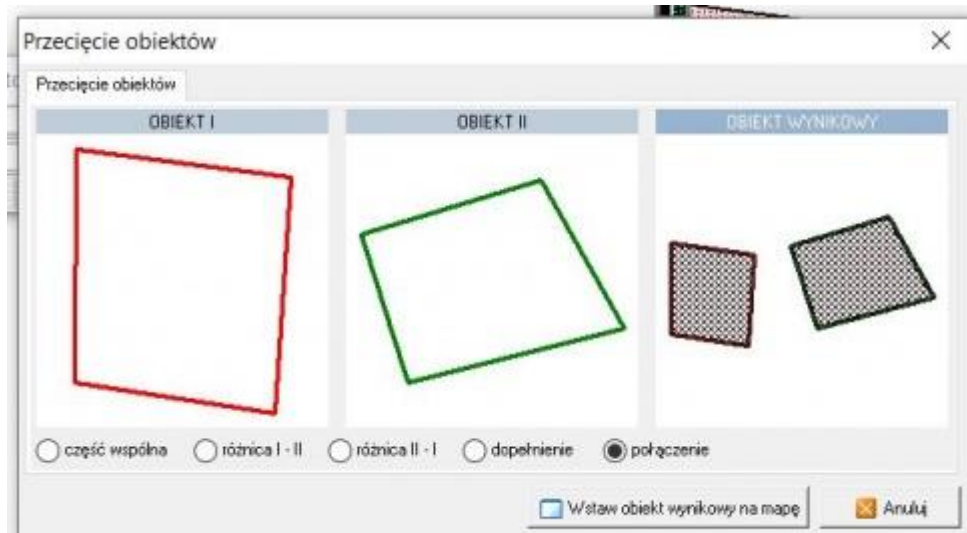 Przecięcie obiektów
Przecięcie obiektów
OBIEKT I
OBIEKT II
OBIEKT WYNIKOWY
część wspólna
różnica I - II
różnica II - I
dopełnienie
połączenie
Wstaw obiekt wynikowy na mapę
Anuluj